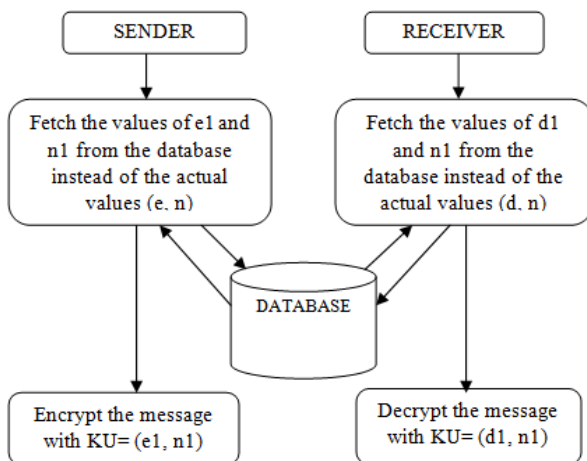 SENDER
RECEIVER
Fetch the values of e1 and
n1 from the database
instead of the actual
values (e, n)
Fetch the values of d1
and n1 from the
database instead of the
actual values (d, n)
DATABASE
Encrypt the message
with KU= (e1, n1)
Decrypt the message
with KU= (d1, n1)